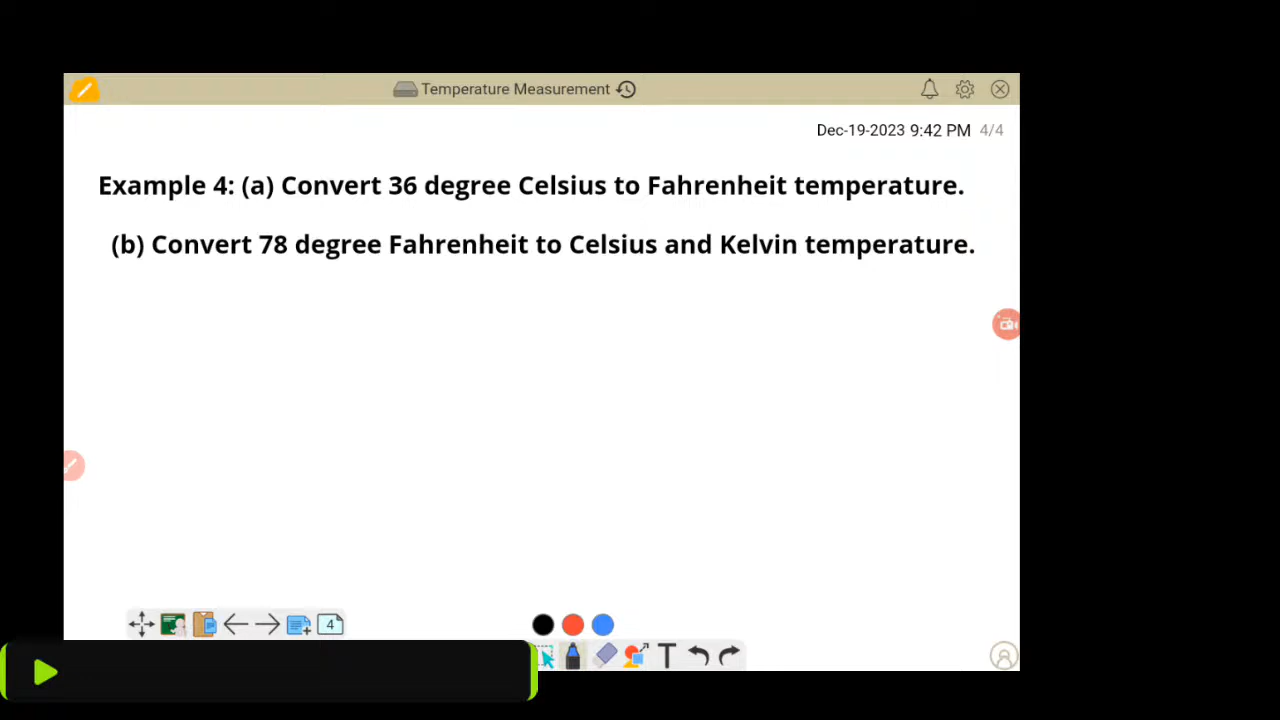 Temperature Measurement
Dec-19-2023 9:42 PM 4/4
Example 4: (a) Convert 36 degree Celsius to Fahrenheit temperature.
(b) Convert 78 degree Fahrenheit to Celsius and Kelvin temperature.
4
T